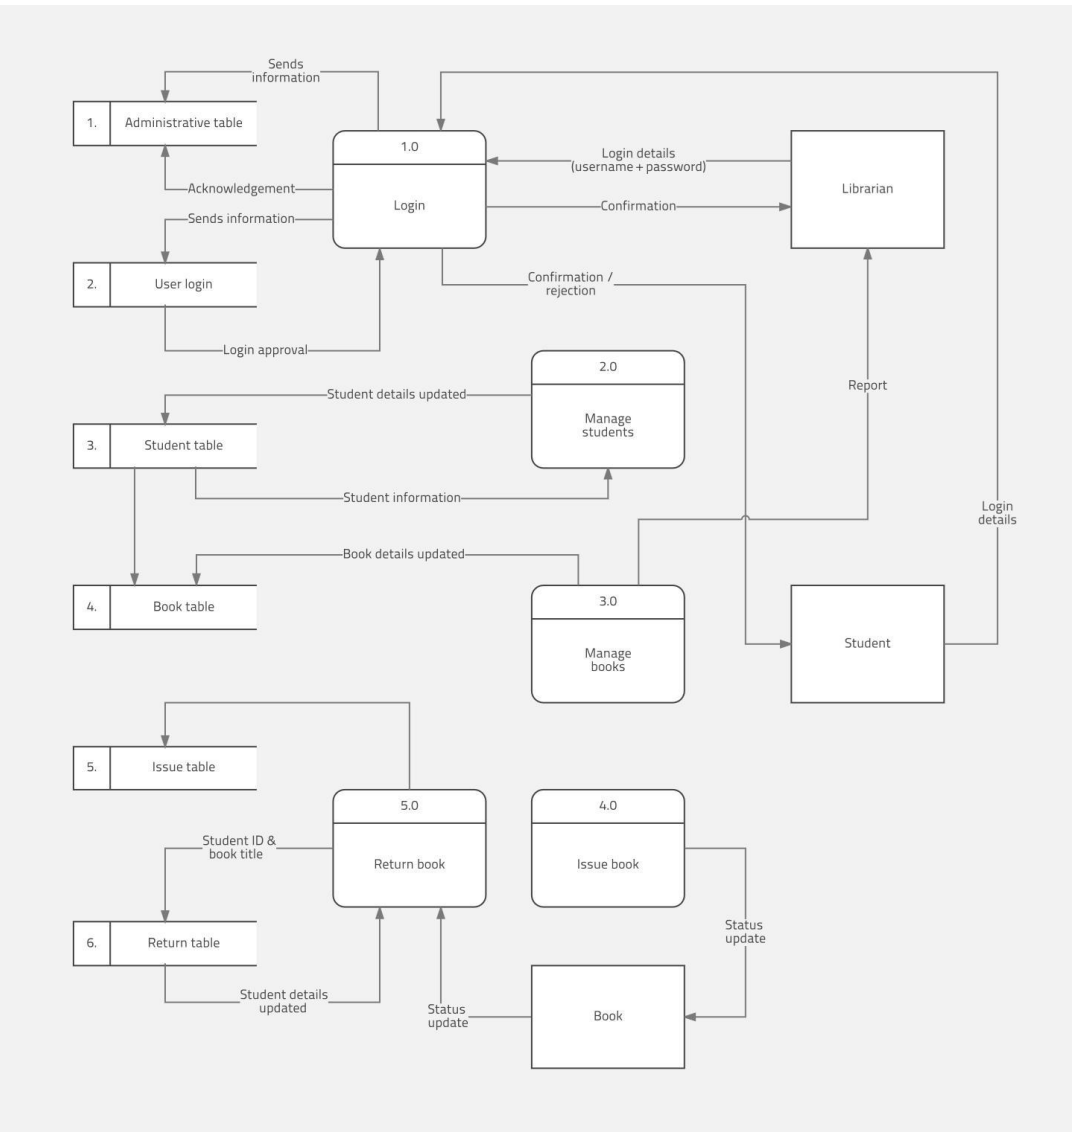 Sends
information
1.
Administrative table
1.0
Login details
(username + password)
Librarian
Acknowledgement
Login
Confirmation
Sends information
2.
User login
Confirmation /
rejection
Login approval
2.0
Report
Student details updated
Manage
students
3.
Student table
Student information
Login
details
Book details updated
4.
Book table
3.0
Manage
books
Student
5.
Issue table
5.0
4.0
Student ID &
book title
Return book
Issue book
6.
Return table
Status
update
Student details
updated
Status
update
Book